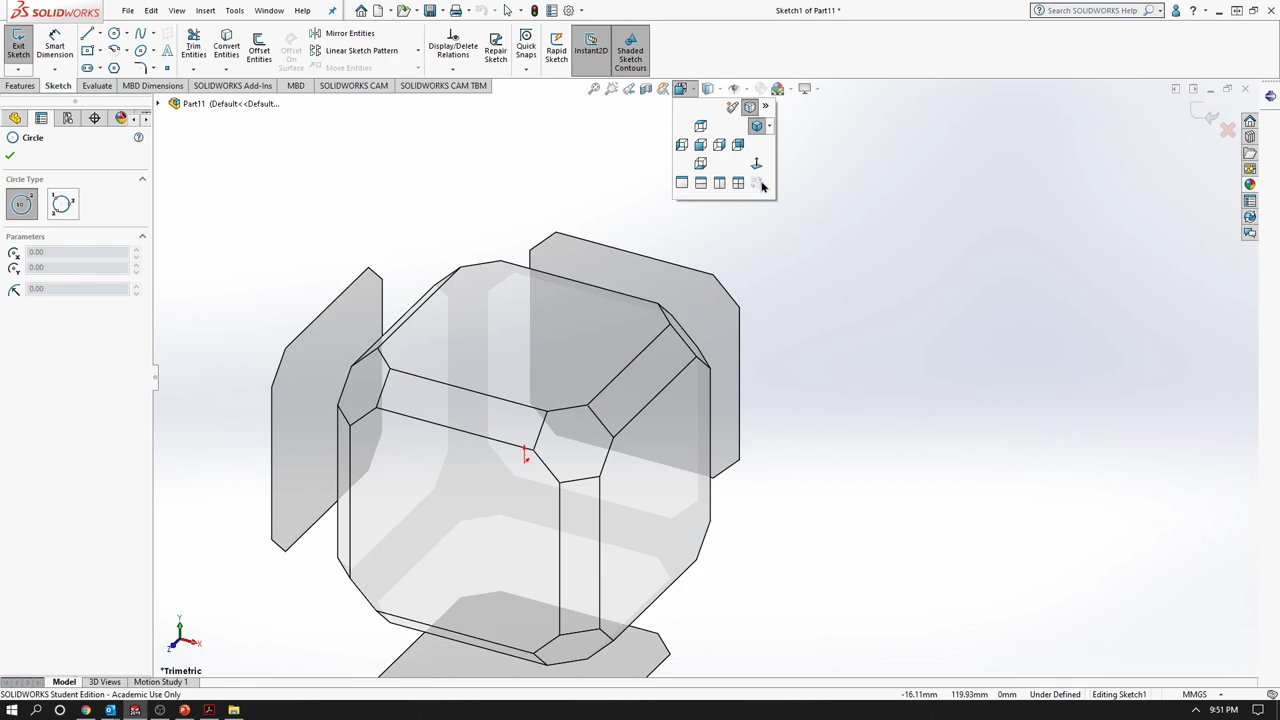 SOLIDWORKS
File
Edit
View
Insert
Tools
Window
Help
Sketch1 of Part11 *
Search SOLIDWORKS Help
Exit Sketch
Smart Dimension
Trim Entities
Convert Entities
Offset Entities
Offset On Surface
Mirror Entities
Linear Sketch Pattern
Move Entities
Display/Delete Relations
Repair Sketch
Quick Snaps
Rapid Sketch
Instant2D
Shaded Sketch Contours
Features
Sketch
Evaluate
MBD Dimensions
SOLIDWORKS Add-Ins
MBD
SOLIDWORKS CAM
SOLIDWORKS CAM TBM
Part11 (Default<<Default...
Circle
Circle Type
Parameters
0.00
0.00
0.00
Y
X
Z
*Trimetric
Model
3D Views
Motion Study 1
SOLIDWORKS Student Edition - Academic Use Only
-16.11mm
119.93mm
0mm
Under Defined
Editing Sketch1
MMGS
9:51 PM